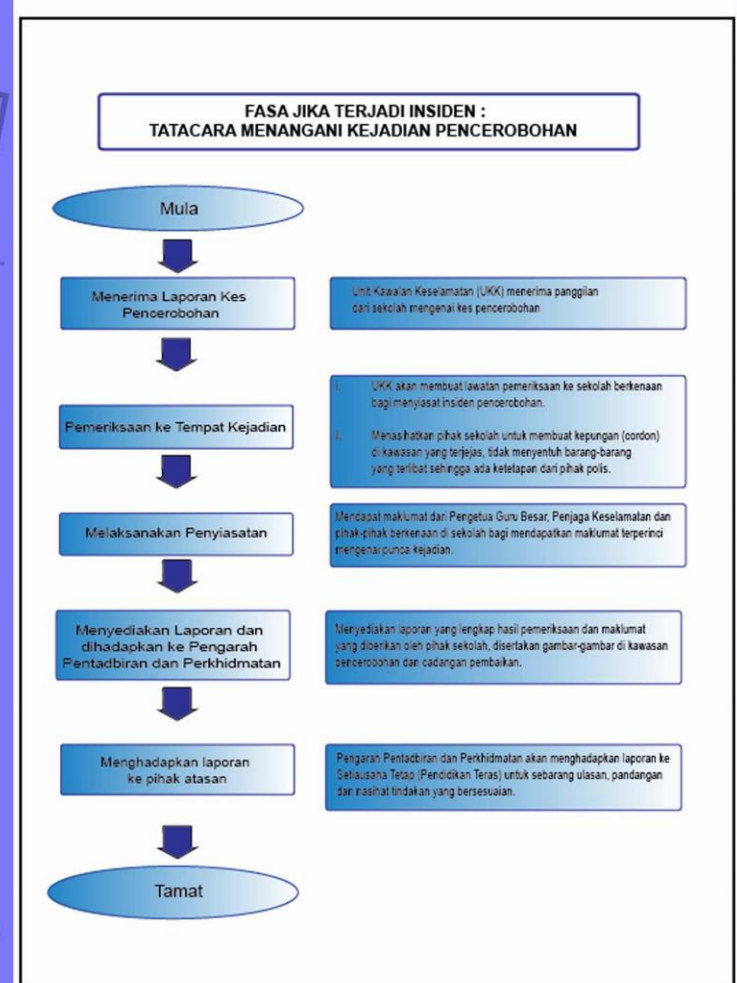 FASA JIKA TERJADI INSIDEN :
TATACARA MENANGANI KEJADIAN PENCEROBOHAN
Mula
Menerima Laporan Kes
Pencerobohan
Unit Kawalan Keselamatan (UKK) menerima panggilan
dari sekolah mengenai kes pencerobohan
Pemeriksaan ke Tempat Kejadian
i. UKK akan membuat lawatan pemeriksaan ke sekolah berkenaan
bagi menyiasat insiden pencerobohan.
Menasihatkan pihak sekolah untuk membuat kepungan (cordon)
di kawasan yang terjejas, tidak menyentuh barang-barang
yang terlibat sehingga ada ketetapan dari pihak polis.
Melaksanakan Penyiasatan
Mendapat maklumat dari Pengetua Guru Besar, Penjaga Keselamatan dan
pihak-pihak berkenaan di sekolah bagi mendapatkan maklumat terperinci
mengenai punca kejadian.
Menyediakan Laporan dan
dihadapkan ke Pengarah
Pentadbiran dan Perkhidmatan
Menyediakan laporan yang lengkap hasil pemeriksaan dan maklumat
yang diberikan oleh pihak sekolah, disertakan gambar-gambar di kawasan
pencerobohan dan cadangan pembaikan.
Menghadapkan laporan
ke pihak atasan
Pengarah Pentadbiran dan Perkhidmatan akan menghadapkan laporan ke
Setiausaha Tetap (Pendidikan Teras) untuk sebarang ulasan, pandangan
dan nasihat tindakan yang bersesuaian.
Tamat